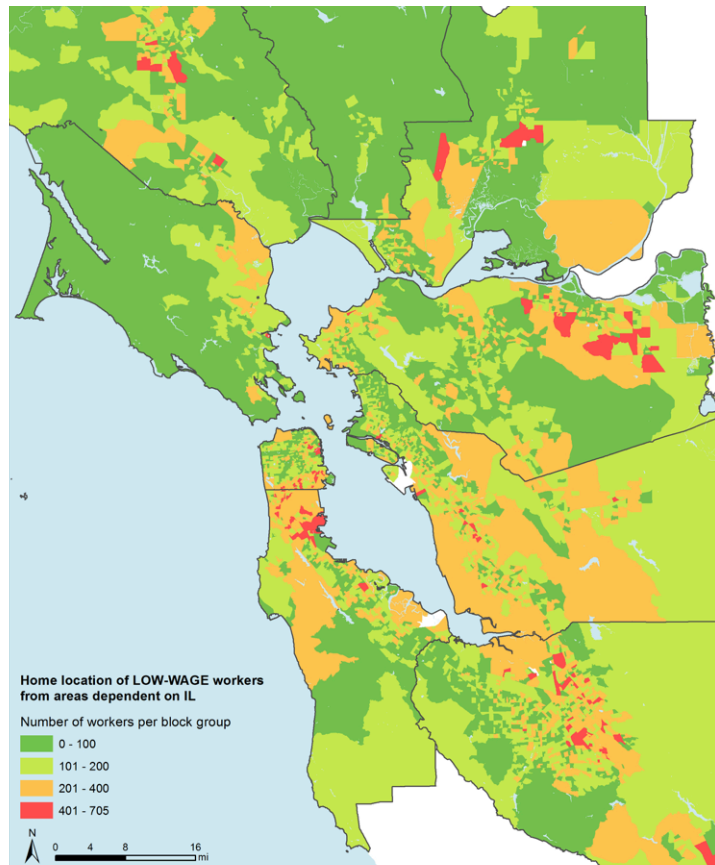 Home location of LOW-WAGE workers
from areas dependent on IL
Number of workers per block group
0 - 100
101 - 200
201 - 400
401 - 705
N
0 4 8 16
mi